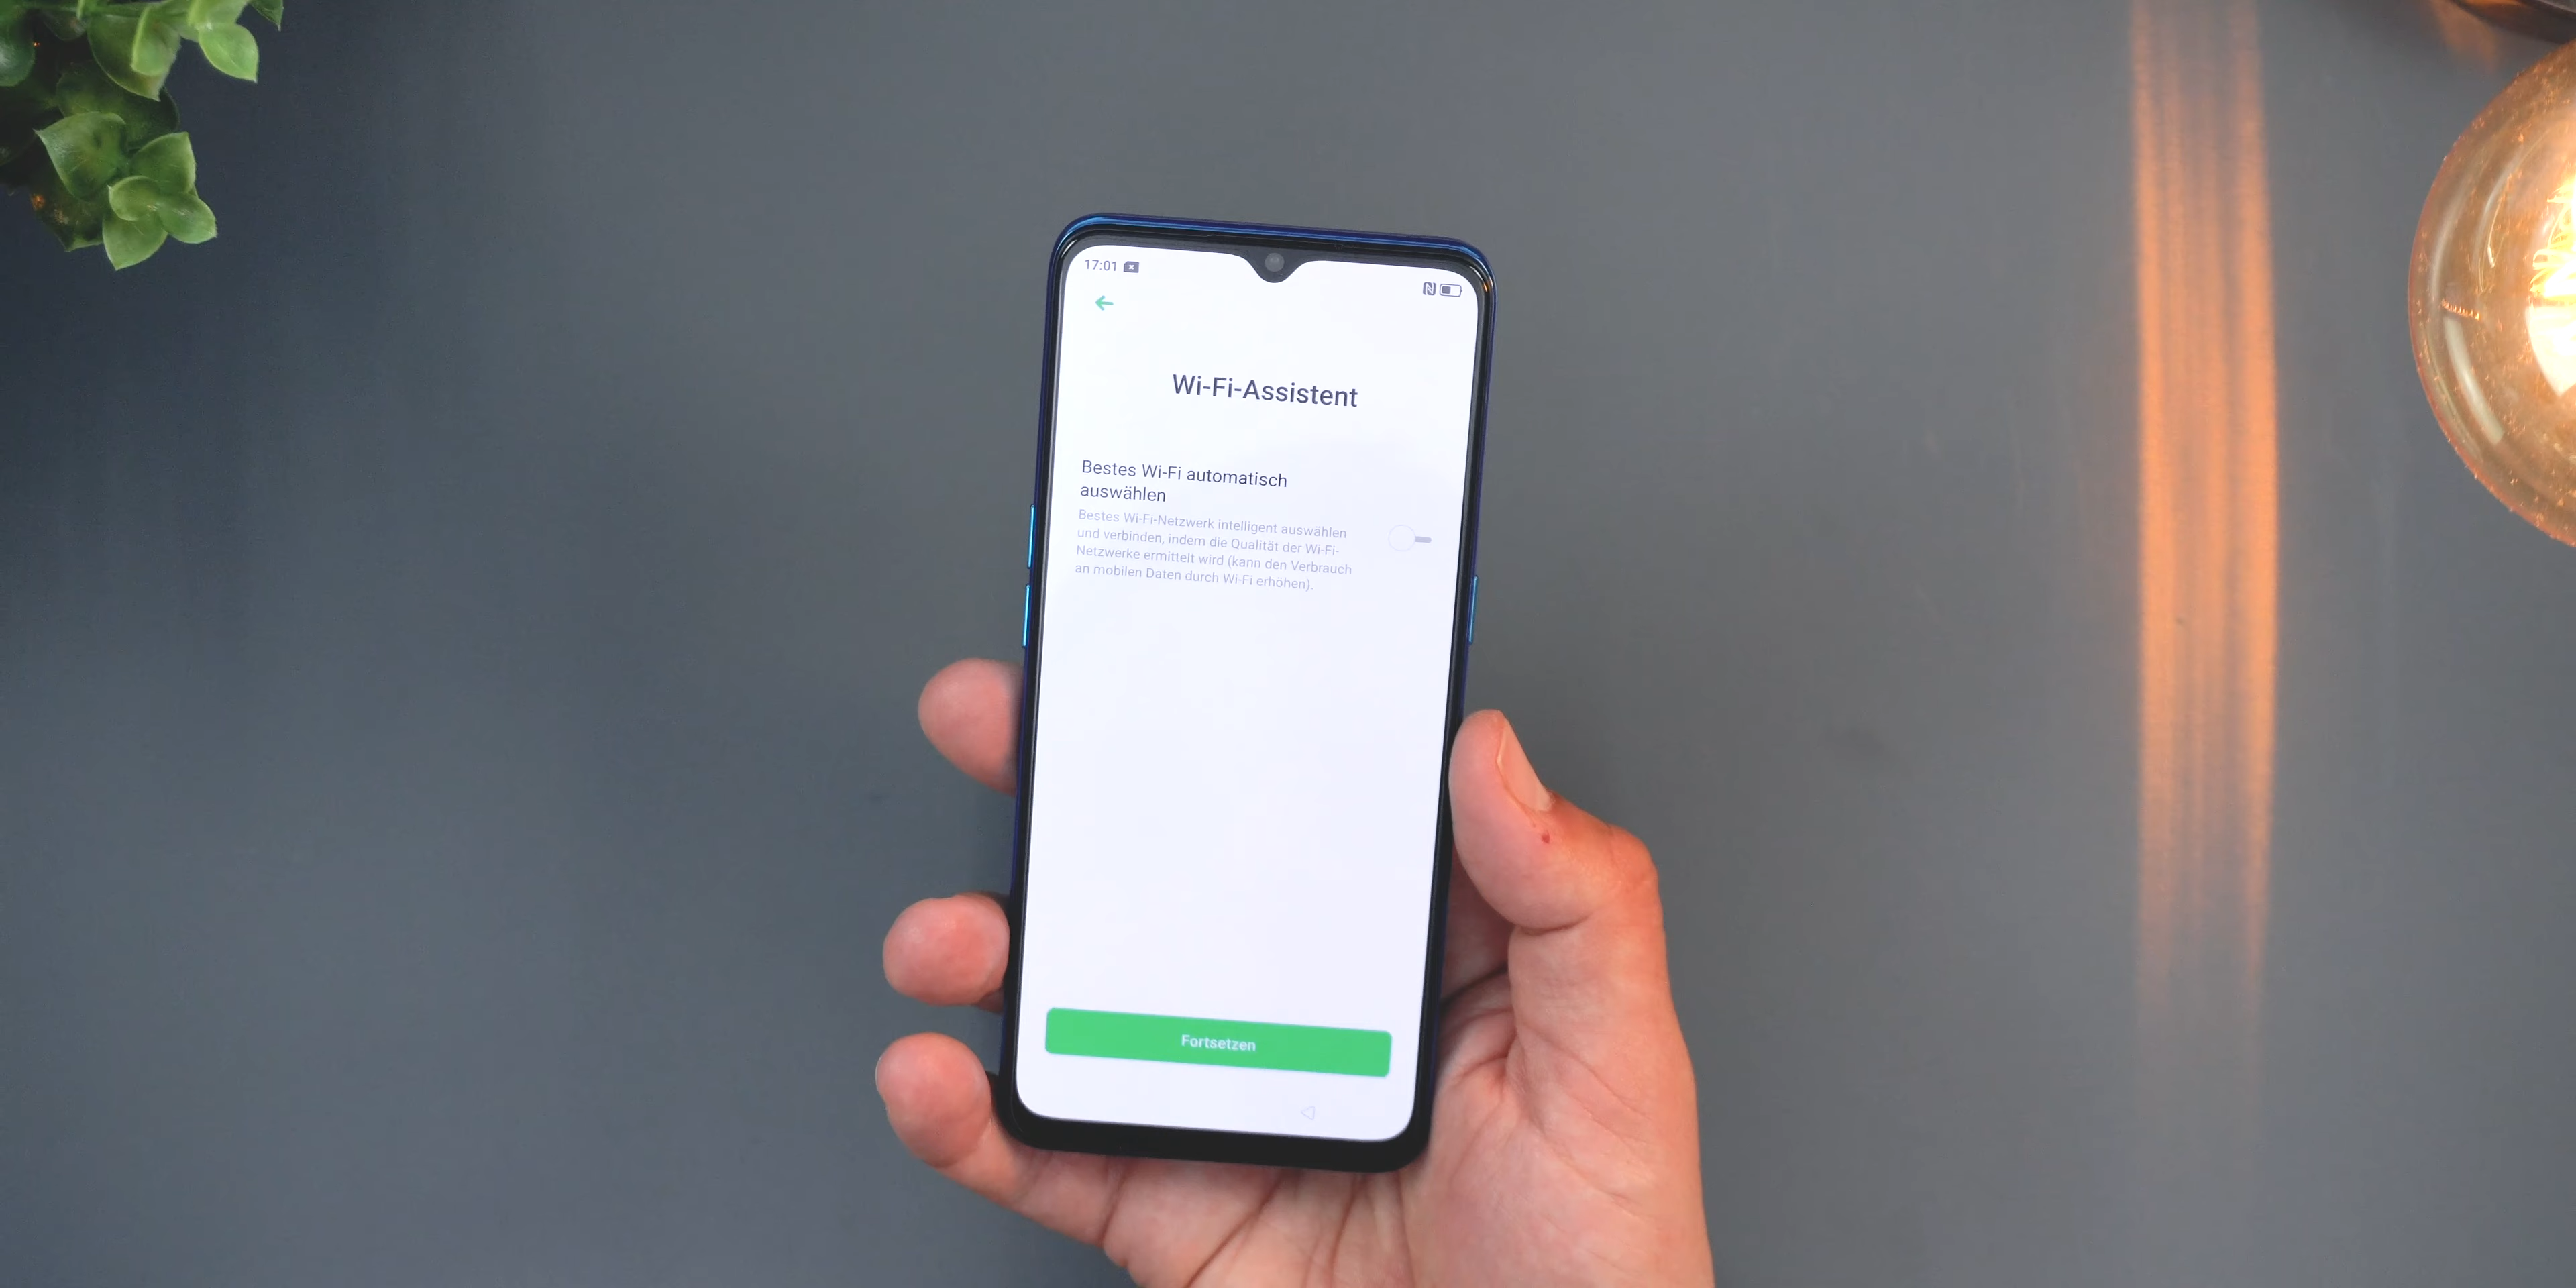 17:01
Wi-Fi-Assistent
Bestes Wi-Fi automatisch
auswählen
Bestes Wi-Fi-Netzwerk intelligent auswählen
und verbinden, indem die Qualität der Wi-Fi-
Netzwerke ermittelt wird (kann den Verbrauch
an mobilen Daten durch Wi-Fi erhöhen).
Fortsetzen